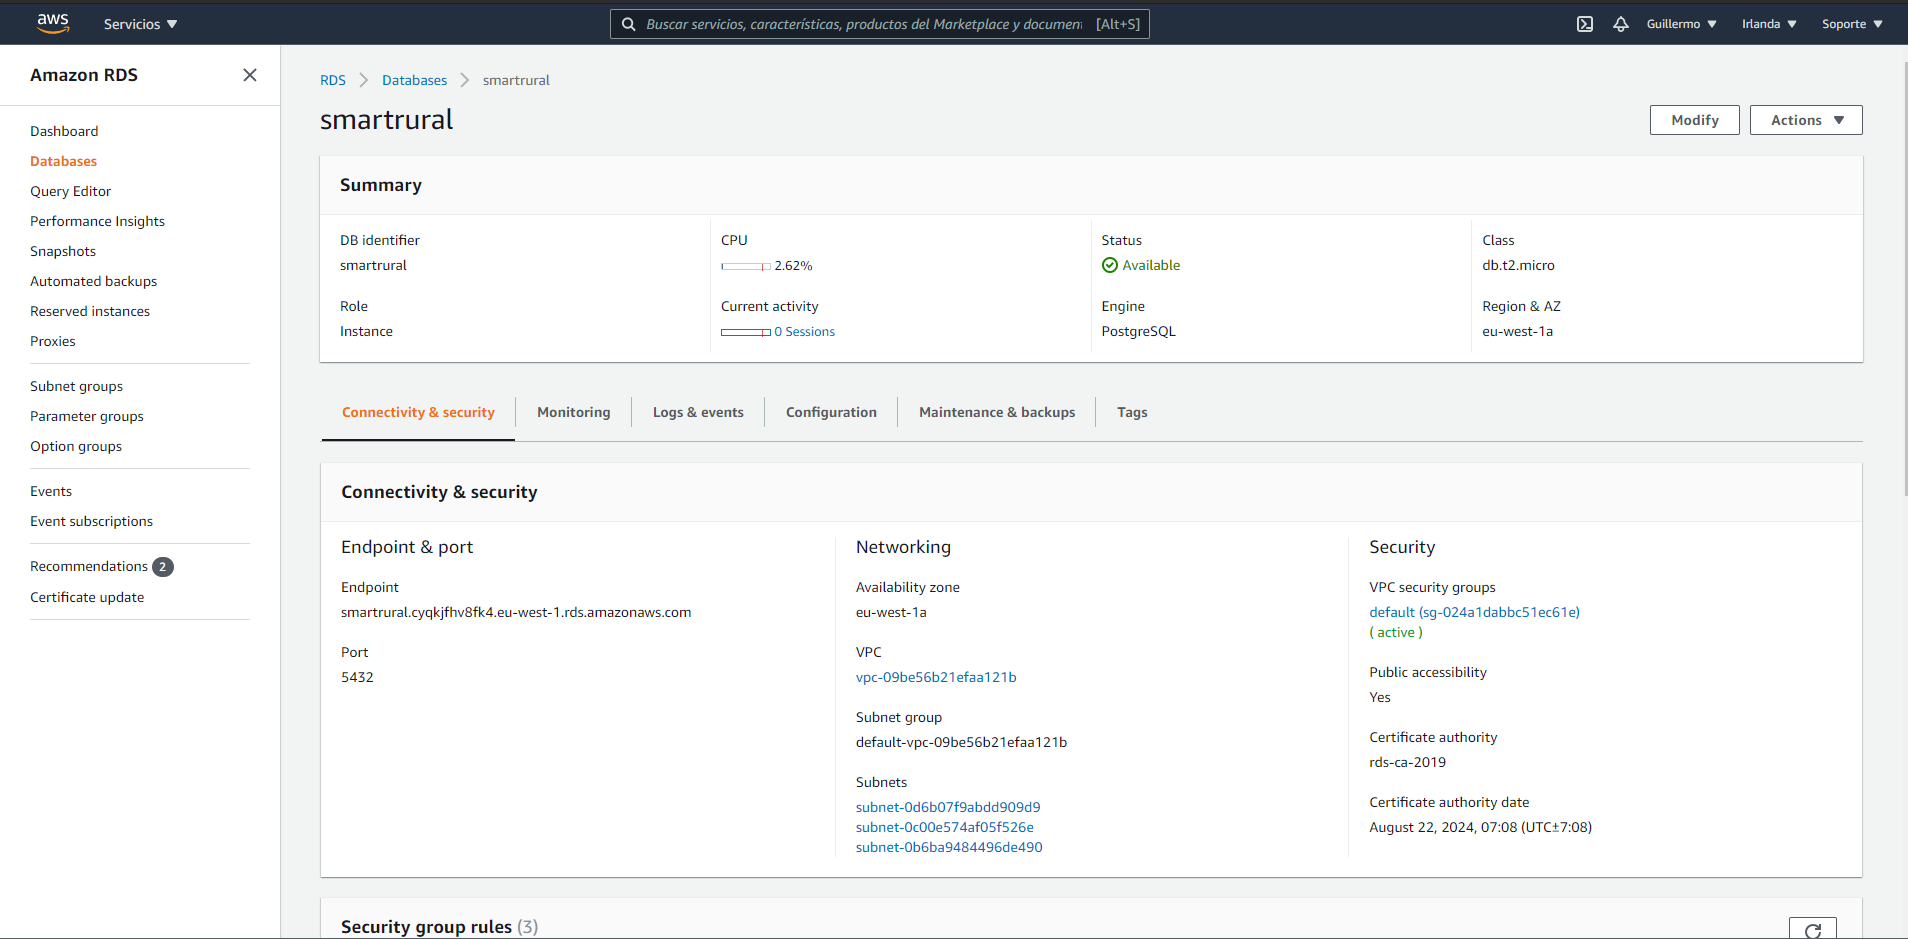 aws
Servicios
Buscar servicios, características, productos del Marketplace y document
[Alt+S]
Guillermo
Irlanda
Soporte
Amazon RDS
Dashboard
Databases
Query Editor
Performance Insights
Snapshots
Automated backups
Reserved instances
Proxies
Subnet groups
Parameter groups
Option groups
Events
Event subscriptions
Recommendations 2
Certificate update
RDS
Databases
smartrural
smartrural
Modify
Actions
Summary
DB identifier
smartrural
CPU
2.62%
Status
Available
Class
db.t2.micro
Role
Instance
Current activity
0 Sessions
Engine
PostgreSQL
Region & AZ
eu-west-1a
Connectivity & security
Monitoring
Logs & events
Configuration
Maintenance & backups
Tags
Connectivity & security
Endpoint & port
Endpoint
smartrural.cyqkjfhv8fk4.eu-west-1.rds.amazonaws.com
Port
5432
Networking
Availability zone
eu-west-1a
VPC
vpc-09be56b21efaa121b
Subnet group
default-vpc-09be56b21efaa121b
Subnets
subnet-0d6b07f9abdd909d9
subnet-0c00e574af05f526e
subnet-0b6ba9484496de490
Security
VPC security groups
default (sg-024a1dabbc51ec61e)
( active )
Public accessibility
Yes
Certificate authority
rds-ca-2019
Certificate authority date
August 22, 2024, 07:08 (UTC±7:08)
Security group rules (3)